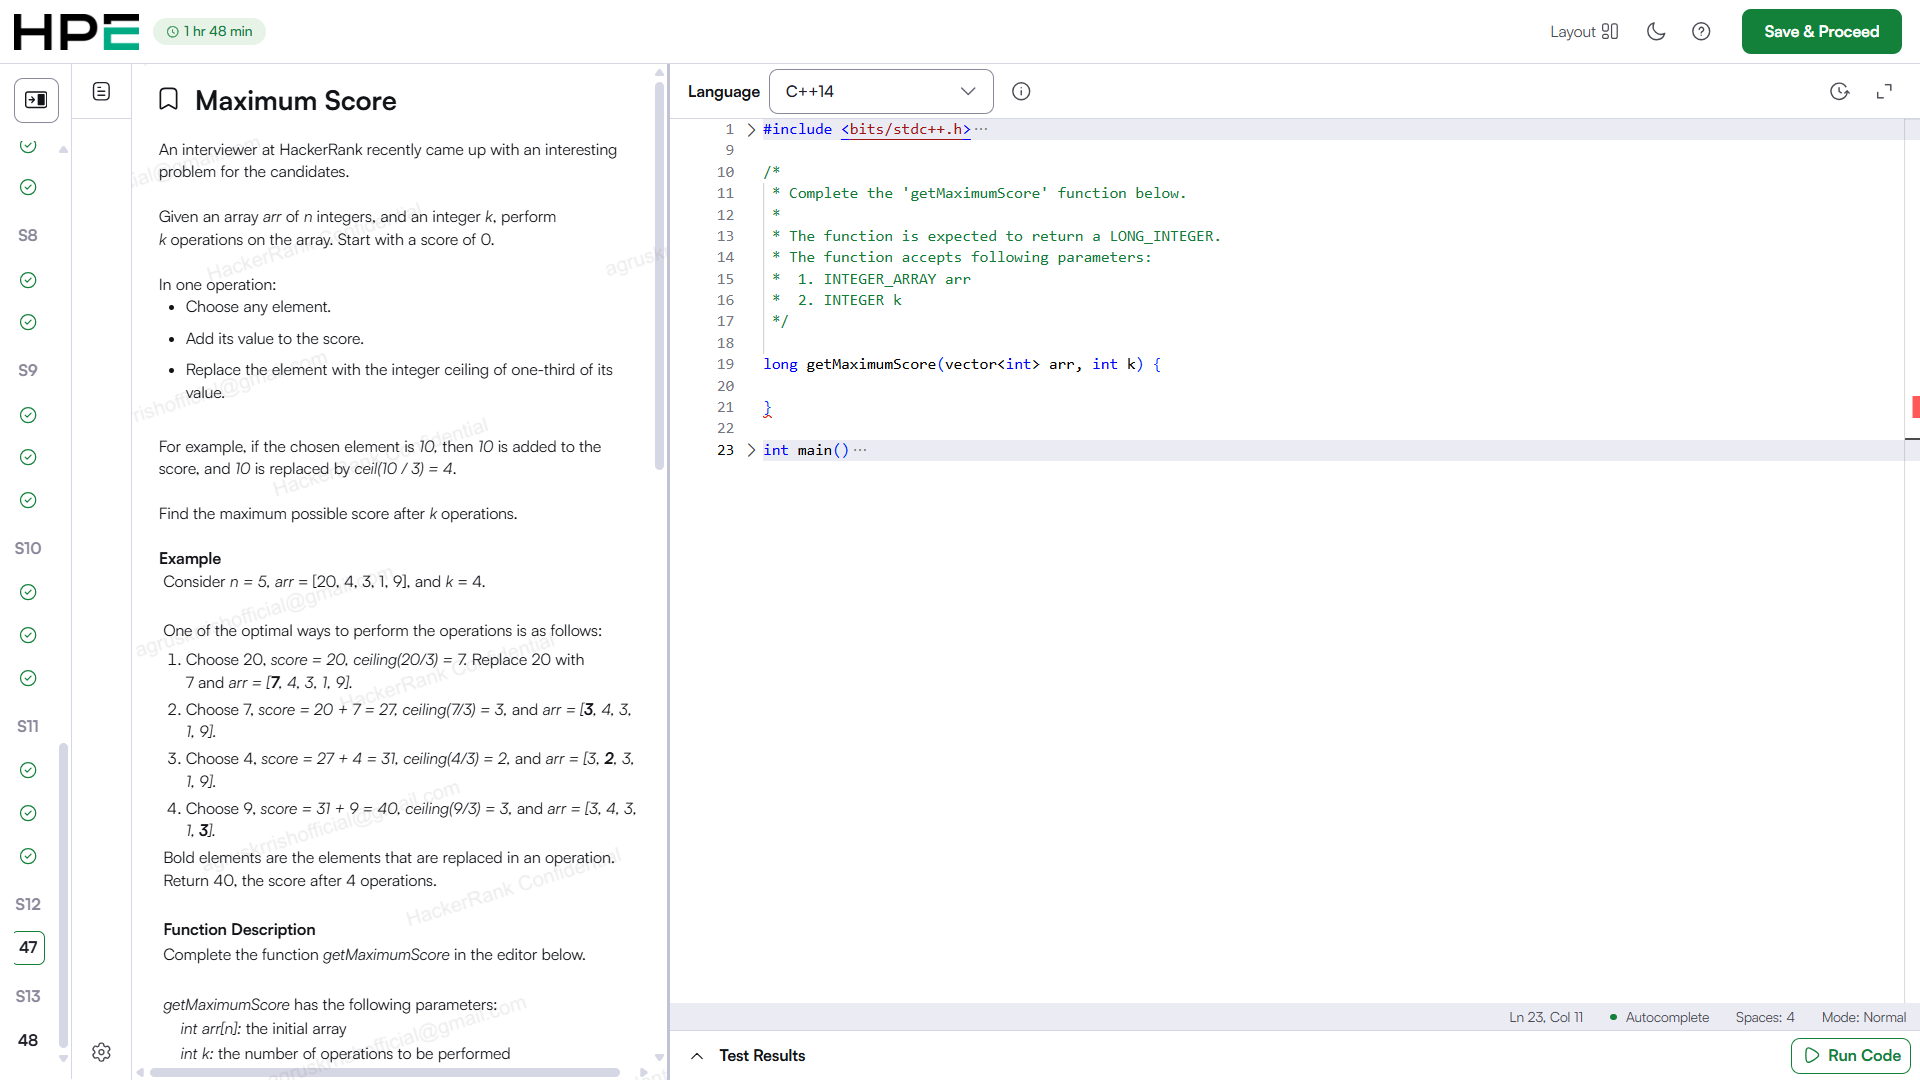 HPE
1 hr 48 min
Layout
Save & Proceed
S8
S9
S10
S11
S12
47
S13
48
Maximum Score
An interviewer at HackerRank recently came up with an interesting
problem for the candidates.
Given an array arr of n integers, and an integer k, perform
k operations on the array. Start with a score of 0.
In one operation:
• Choose any element.
• Add its value to the score.
• Replace the element with the integer ceiling of one-third of its
value.
For example, if the chosen element is 10, then 10 is added to the
score, and 10 is replaced by ceil(10 / 3) = 4.
Find the maximum possible score after k operations.
Example
Consider n = 5, arr = [20, 4, 3, 1, 9], and k = 4.
One of the optimal ways to perform the operations is as follows:
1. Choose 20, score = 20, ceiling(20/3) = 7. Replace 20 with
7 and arr = [7, 4, 3, 1, 9].
2. Choose 7, score = 20 + 7 = 27, ceiling(7/3) = 3, and arr = [3, 4, 3,
1, 9].
3. Choose 4, score = 27 + 4 = 31, ceiling(4/3) = 2, and arr = [3, 2, 3,
1, 9].
4. Choose 9, score = 31 + 9 = 40, ceiling(9/3) = 3, and arr = [3, 4, 3,
1, 3].
Bold elements are the elements that are replaced in an operation.
Return 40, the score after 4 operations.
Function Description
Complete the function getMaximumScore in the editor below.
getMaximumScore has the following parameters:
int arr[n]: the initial array
int k: the number of operations to be performed
HackerRank Confidential
HackerRank Confidential
HackerRank Confidential
HackerRank Confidential
Language
C++14
1 #include <bits/stdc++.h>···
9
10 /*
11 * Complete the 'getMaximumScore' function below.
12 *
13 * The function is expected to return a LONG_INTEGER.
14 * The function accepts following parameters:
15 * 1. INTEGER_ARRAY arr
16 * 2. INTEGER k
17 */
18
19 long getMaximumScore(vector<int> arr, int k) {
20
21 }
22
23 int main()···
Ln 23, Col 11
Autocomplete
Spaces: 4
Mode: Normal
Test Results
Run Code